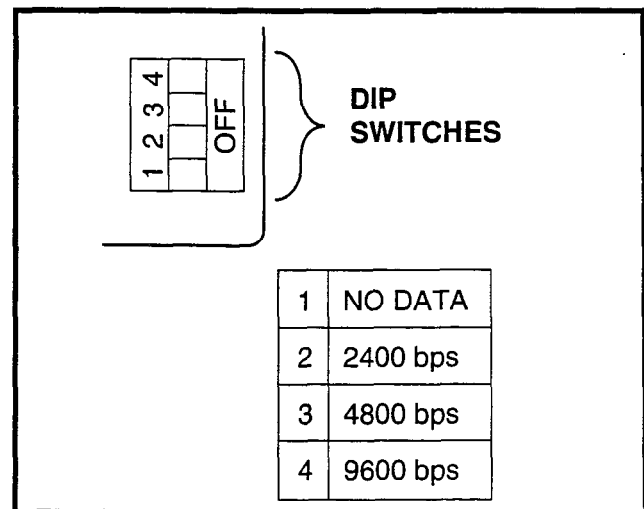 1 2 3 4
OFF
DIP
SWITCHES
1 NO DATA
2 2400 bps
3 4800 bps
4 9600 bps